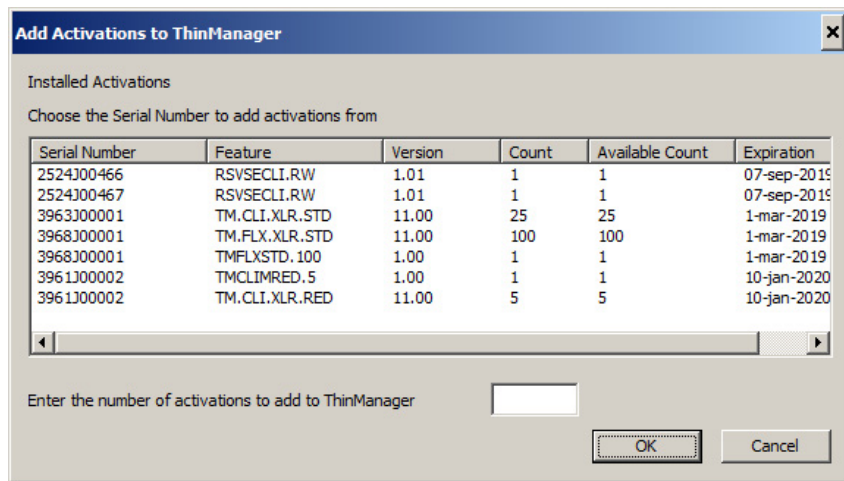 Add Activations to ThinManager
Installed Activations
Choose the Serial Number to add activations from
Serial Number Feature Version Count Available Count Expiration
2524J00466 RSVSECLI.RW 1.01 1 1 07-sep-2019
2524J00467 RSVSECLI.RW 1.01 1 1 07-sep-2019
3963J00001 TM.CLI.XLR.STD 11.00 25 25 1-mar-2019
3968J00001 TM.FLX.XLR.STD 11.00 100 100 1-mar-2019
3968J00001 TMFLXSTD.100 1.00 1 1 1-mar-2019
3961J00002 TMCLIMRED.5 1.00 1 1 10-jan-2020
3961J00002 TM.CLI.XLR.RED 11.00 5 5 10-jan-2020
Enter the number of activations to add to ThinManager
OK Cancel